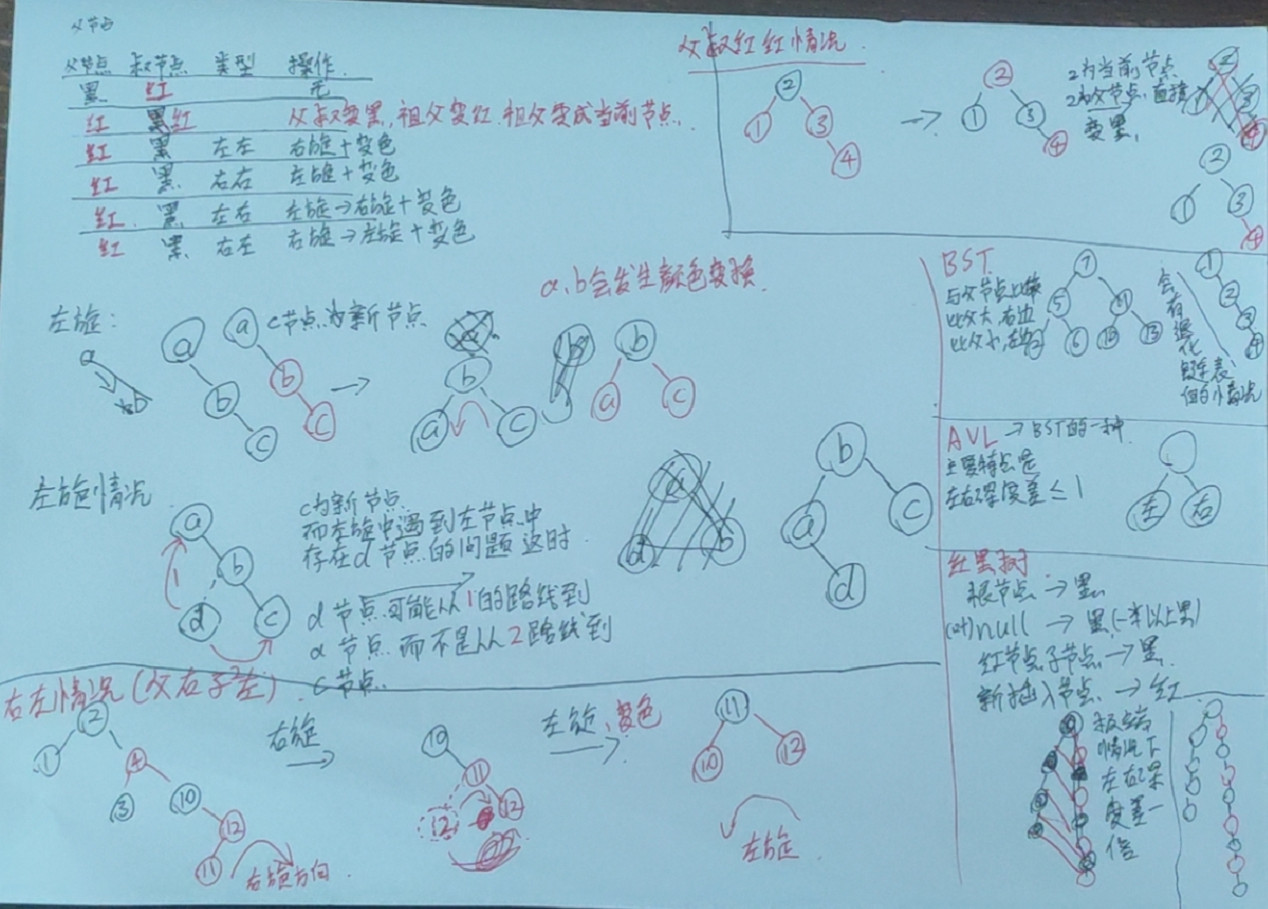 父节点
父节点 叔节点 类型 操作
黑 红 无
红 黑红 父叔变黑,祖父变红,祖父变成当前节点.
红 黑 左左 右旋+变色
红 黑 右右 左旋+变色
红 黑 左右 左旋→右旋+变色
红 黑 右左 右旋→左旋+变色
父叔红红情况.
2
1 3
4
→
2
1 3
4
2为当前节点
2为父节点,直接
变黑,
2
1 3
4
a、b会发生颜色变换.
左旋:
a
b
c
a c节点为新节点
b
c
→
b
a c
b
a c
左旋情况
a
b
d c
1
c为新节点
而左旋中遇到左节点中
存在d节点的问题这时
d节点可能从1的路线到
a节点而不是从2路线到
c节点.
b
a c
d
右左情况(父右子左)
2
1 4
3 10
12
11
右旋方向.
右旋
→
10
11
12 12
左旋,变色
→
11
10 12
左旋
BST
与父节点比较
比父大,右边
比父小,左边
7
5 11
6 13
会有退化
链表
的情况
1
2
3
4
AVL → BST的一种.
主要特点是
左右深度差≤1
左 右
红黑树
根节点→黑
null → 黑(一半以上黑)
红节点子节点→黑
新插入节点→红
极端
情况下
左右深
度差一
倍